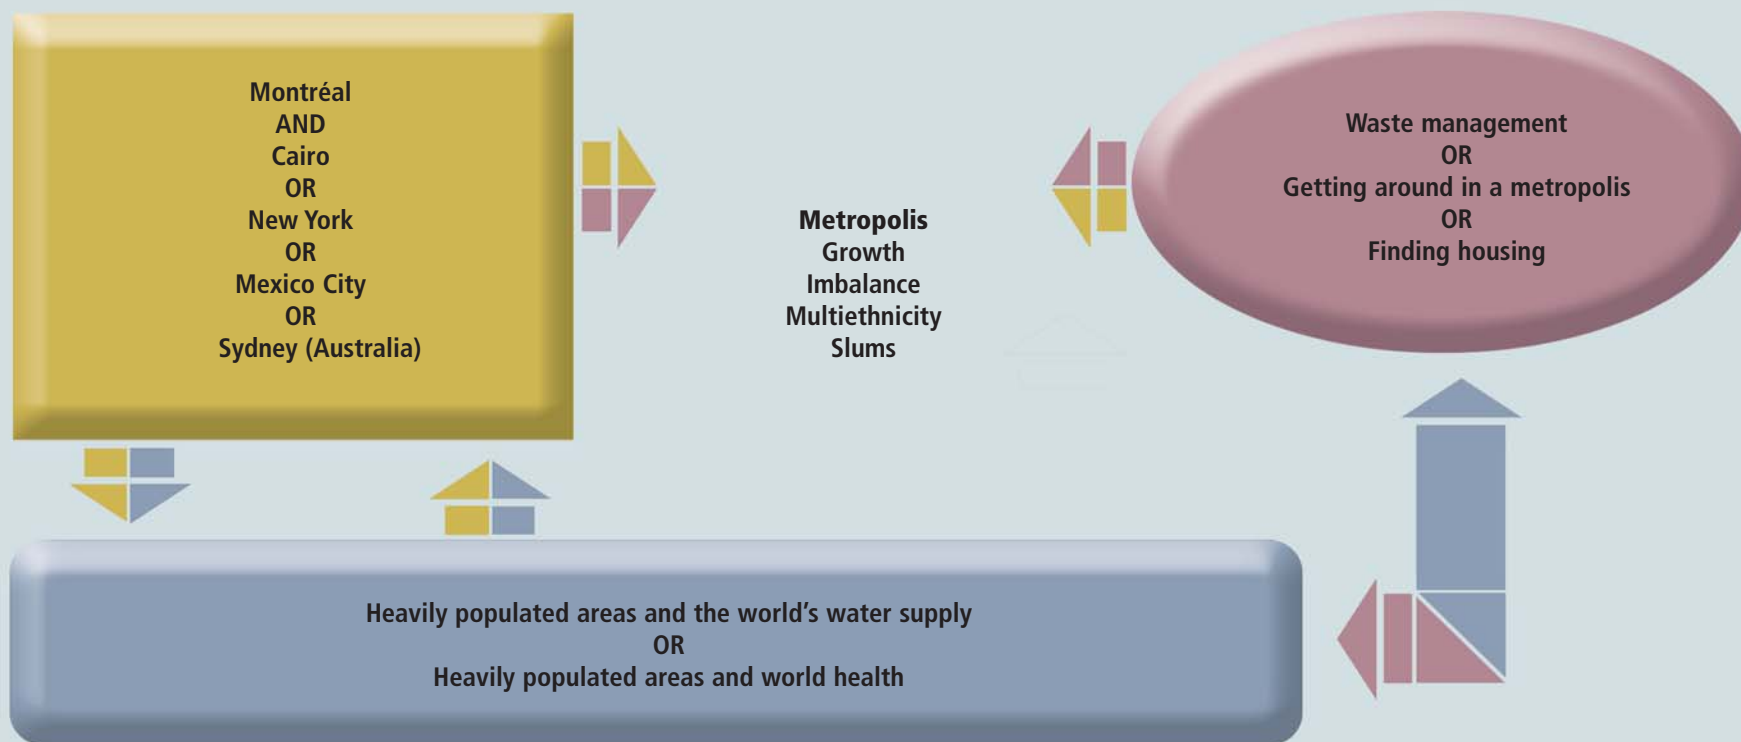 Montréal
AND
Cairo
OR
New York
OR
Mexico City
OR
Sydney (Australia)
Metropolis
Growth
Imbalance
Multiethnicity
Slums
Waste management
OR
Getting around in a metropolis
OR
Finding housing
Heavily populated areas and the world's water supply
OR
Heavily populated areas and world health